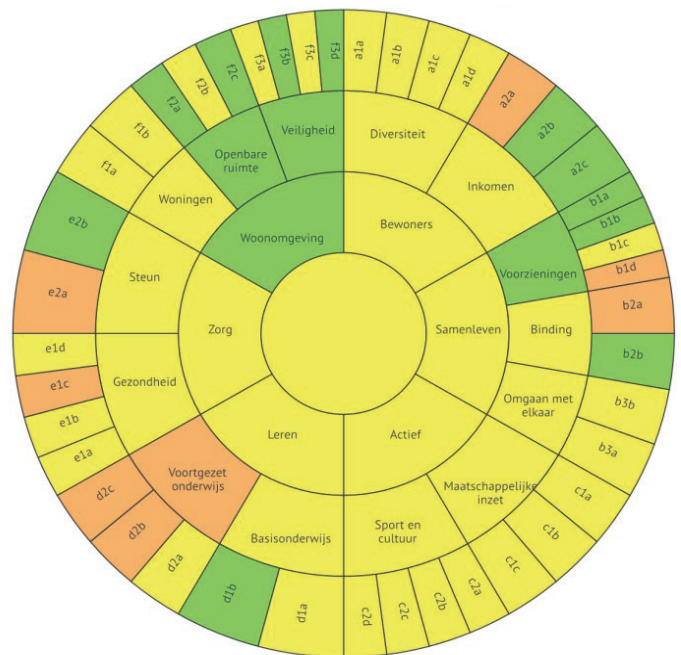 a1a
a1b
a1c
a1d
a2a
a2b
a2c
b1a
b1b
b1c
b1d
b2a
b2b
b3b
b3a
c1a
c1b
c1c
c2a
c2b
c2c
c2d
d1a
d1b
d2a
d2b
d2c
e1a
e1b
e1c
e1d
e2a
e2b
f1a
f1b
f2a
f2b
f2c
f3a
f3b
f3c
f3d
Diversiteit
Inkomen
Voorzieningen
Binding
Omgaan met
elkaar
Maatschappelijke
inzet
Sport en
cultuur
Basisonderwijs
Voortgezet
onderwijs
Gezondheid
Steun
Woningen
Openbare
ruimte
Veiligheid
Bewoners
Samenleven
Actief
Leren
Zorg
Woonomgeving